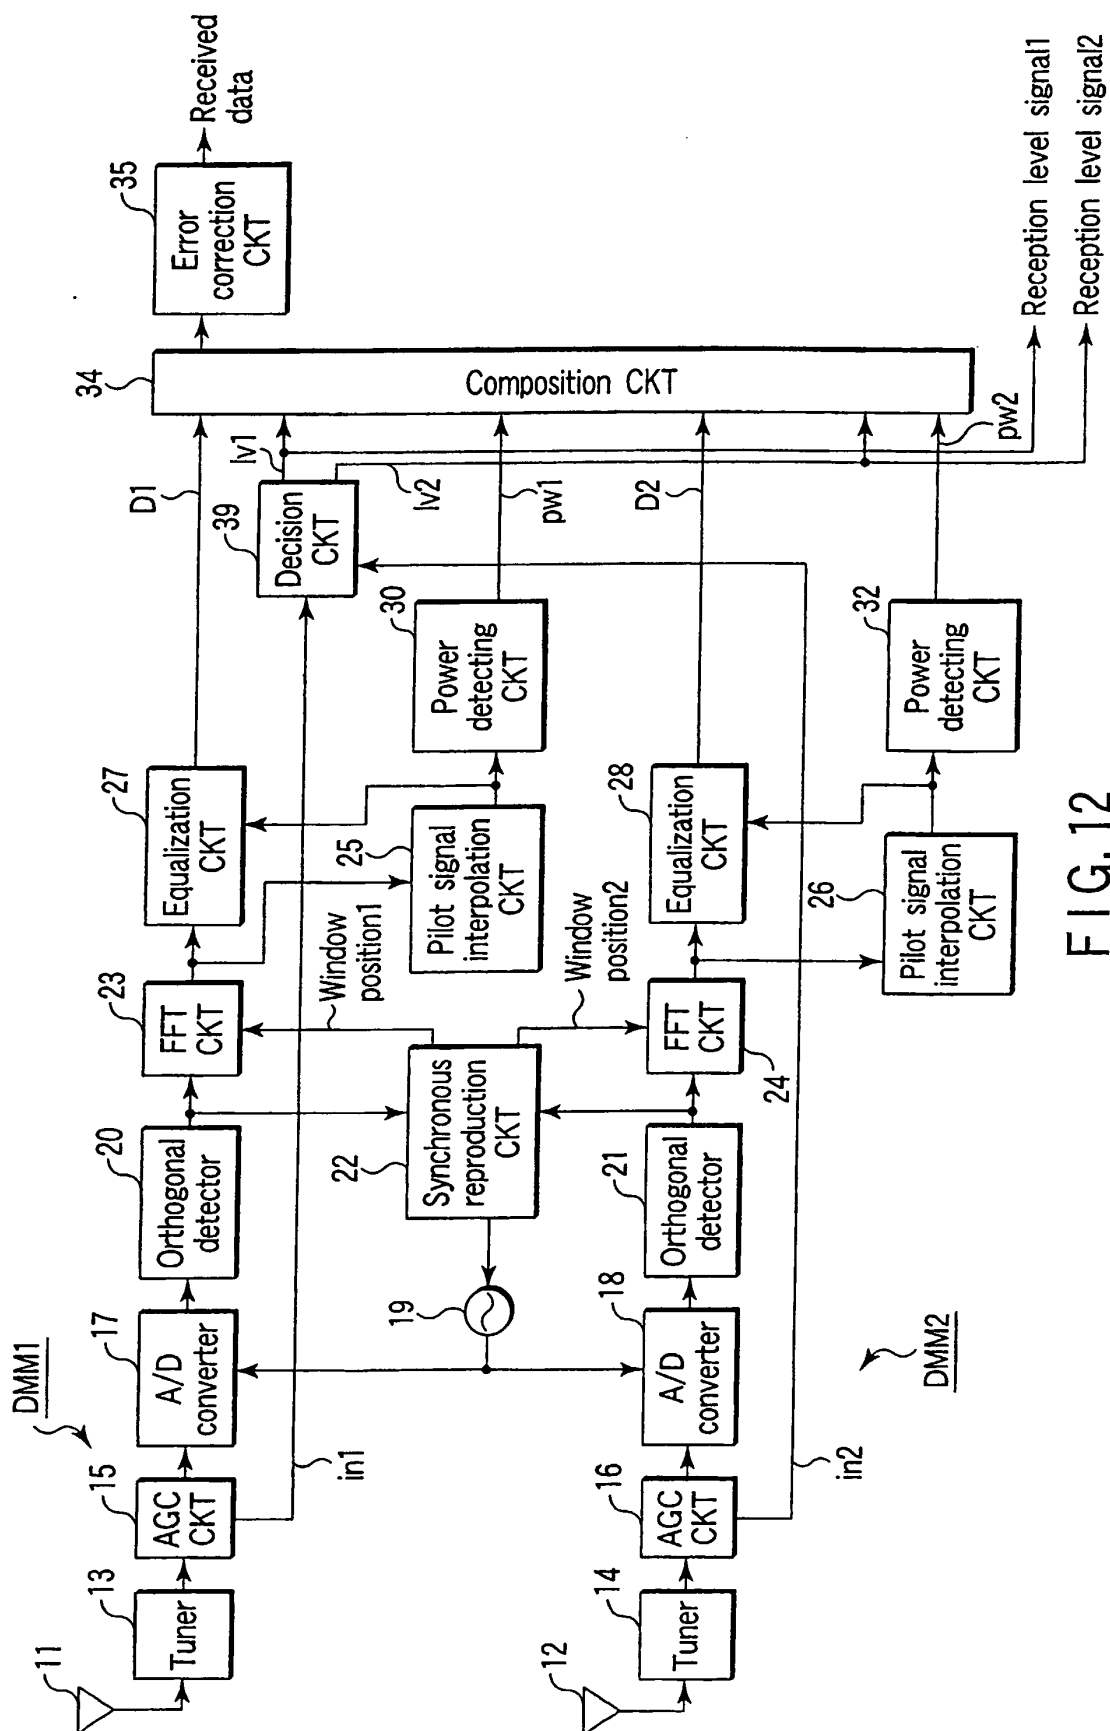 11
13
Tuner
15
AGC
CKT
DMM1
17
A/D
converter
20
Orthogonal
detector
23
FFT
CKT
27
Equalization
CKT
D1
in1
39
Decision
CKT
lv1
lv2
34
Composition CKT
35
Error
correction
CKT
Received
data
19
22
Synchronous
reproduction
CKT
Window
position1
25
Pilot signal
interpolation
CKT
30
Power
detecting
CKT
pw1
Window
position2
12
14
Tuner
16
AGC
CKT
18
A/D
converter
21
Orthogonal
detector
24
FFT
CKT
28
Equalization
CKT
D2
in2
26
Pilot signal
interpolation
CKT
32
Power
detecting
CKT
pw2
DMM2
Reception level signal1
Reception level signal2
FIG. 12